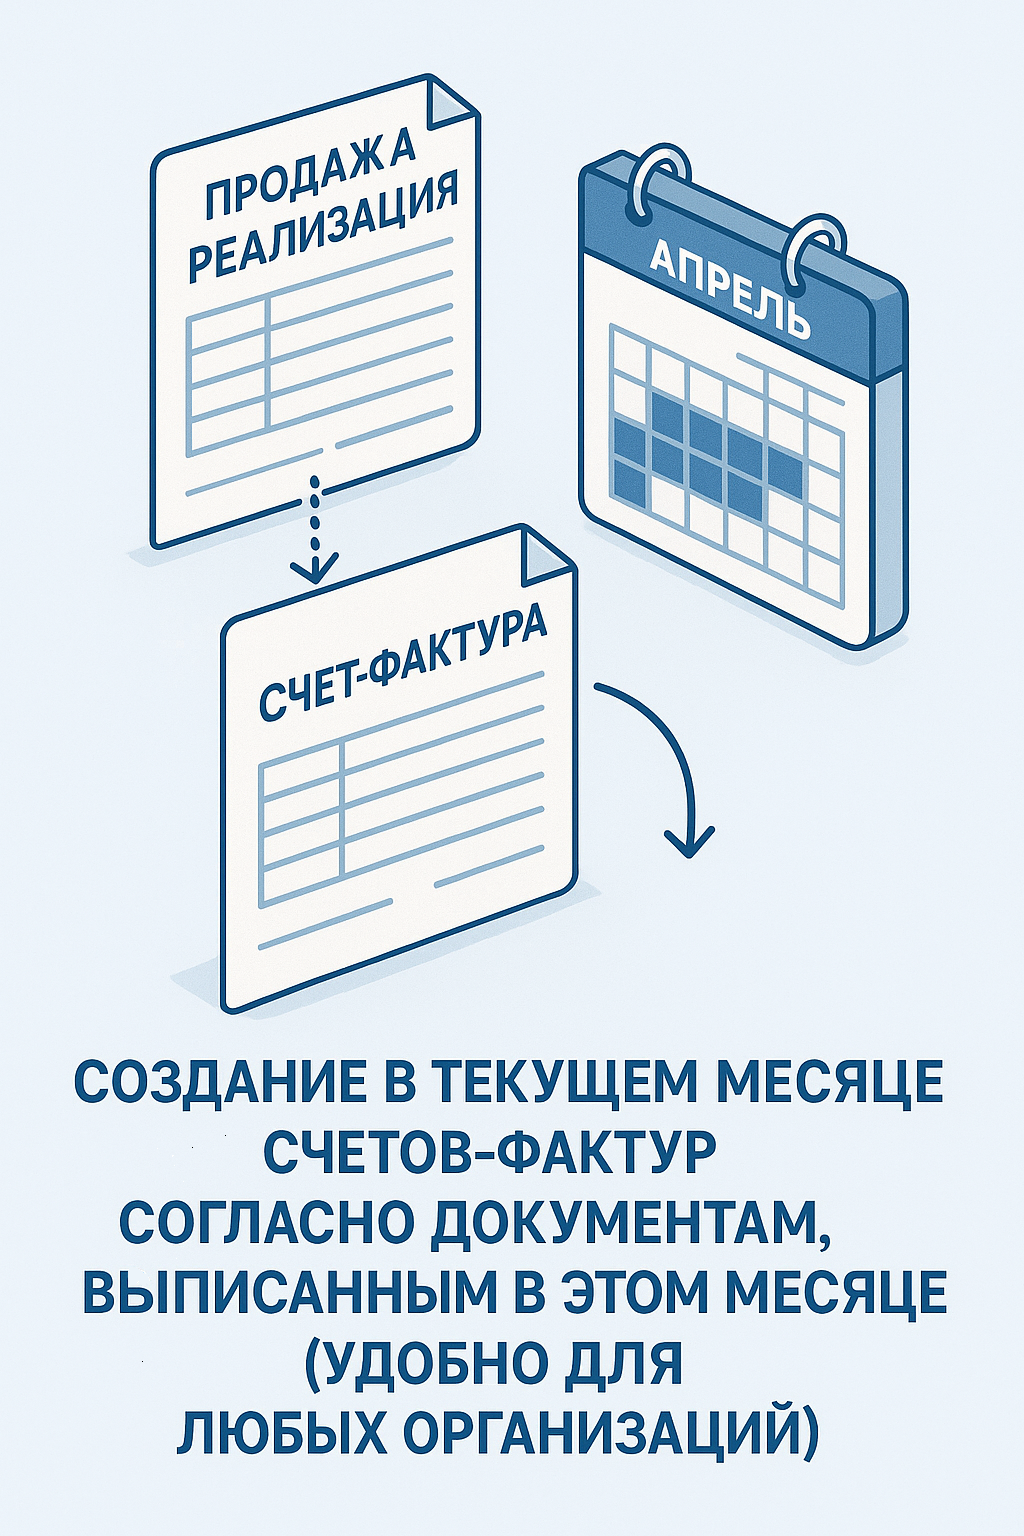 ПРОДАЖА
РЕАЛИЗАЦИЯ
АПРЕЛЬ
СЧЕТ-ФАКТУРА
СОЗДАНИЕ В ТЕКУЩЕМ МЕСЯЦЕ
СЧЕТОВ-ФАКТУР
СОГЛАСНО ДОКУМЕНТАМ,
ВЫПИСАННЫМ В ЭТОМ МЕСЯЦЕ
(УДОБНО ДЛЯ
ЛЮБЫХ ОРГАНИЗАЦИЙ)